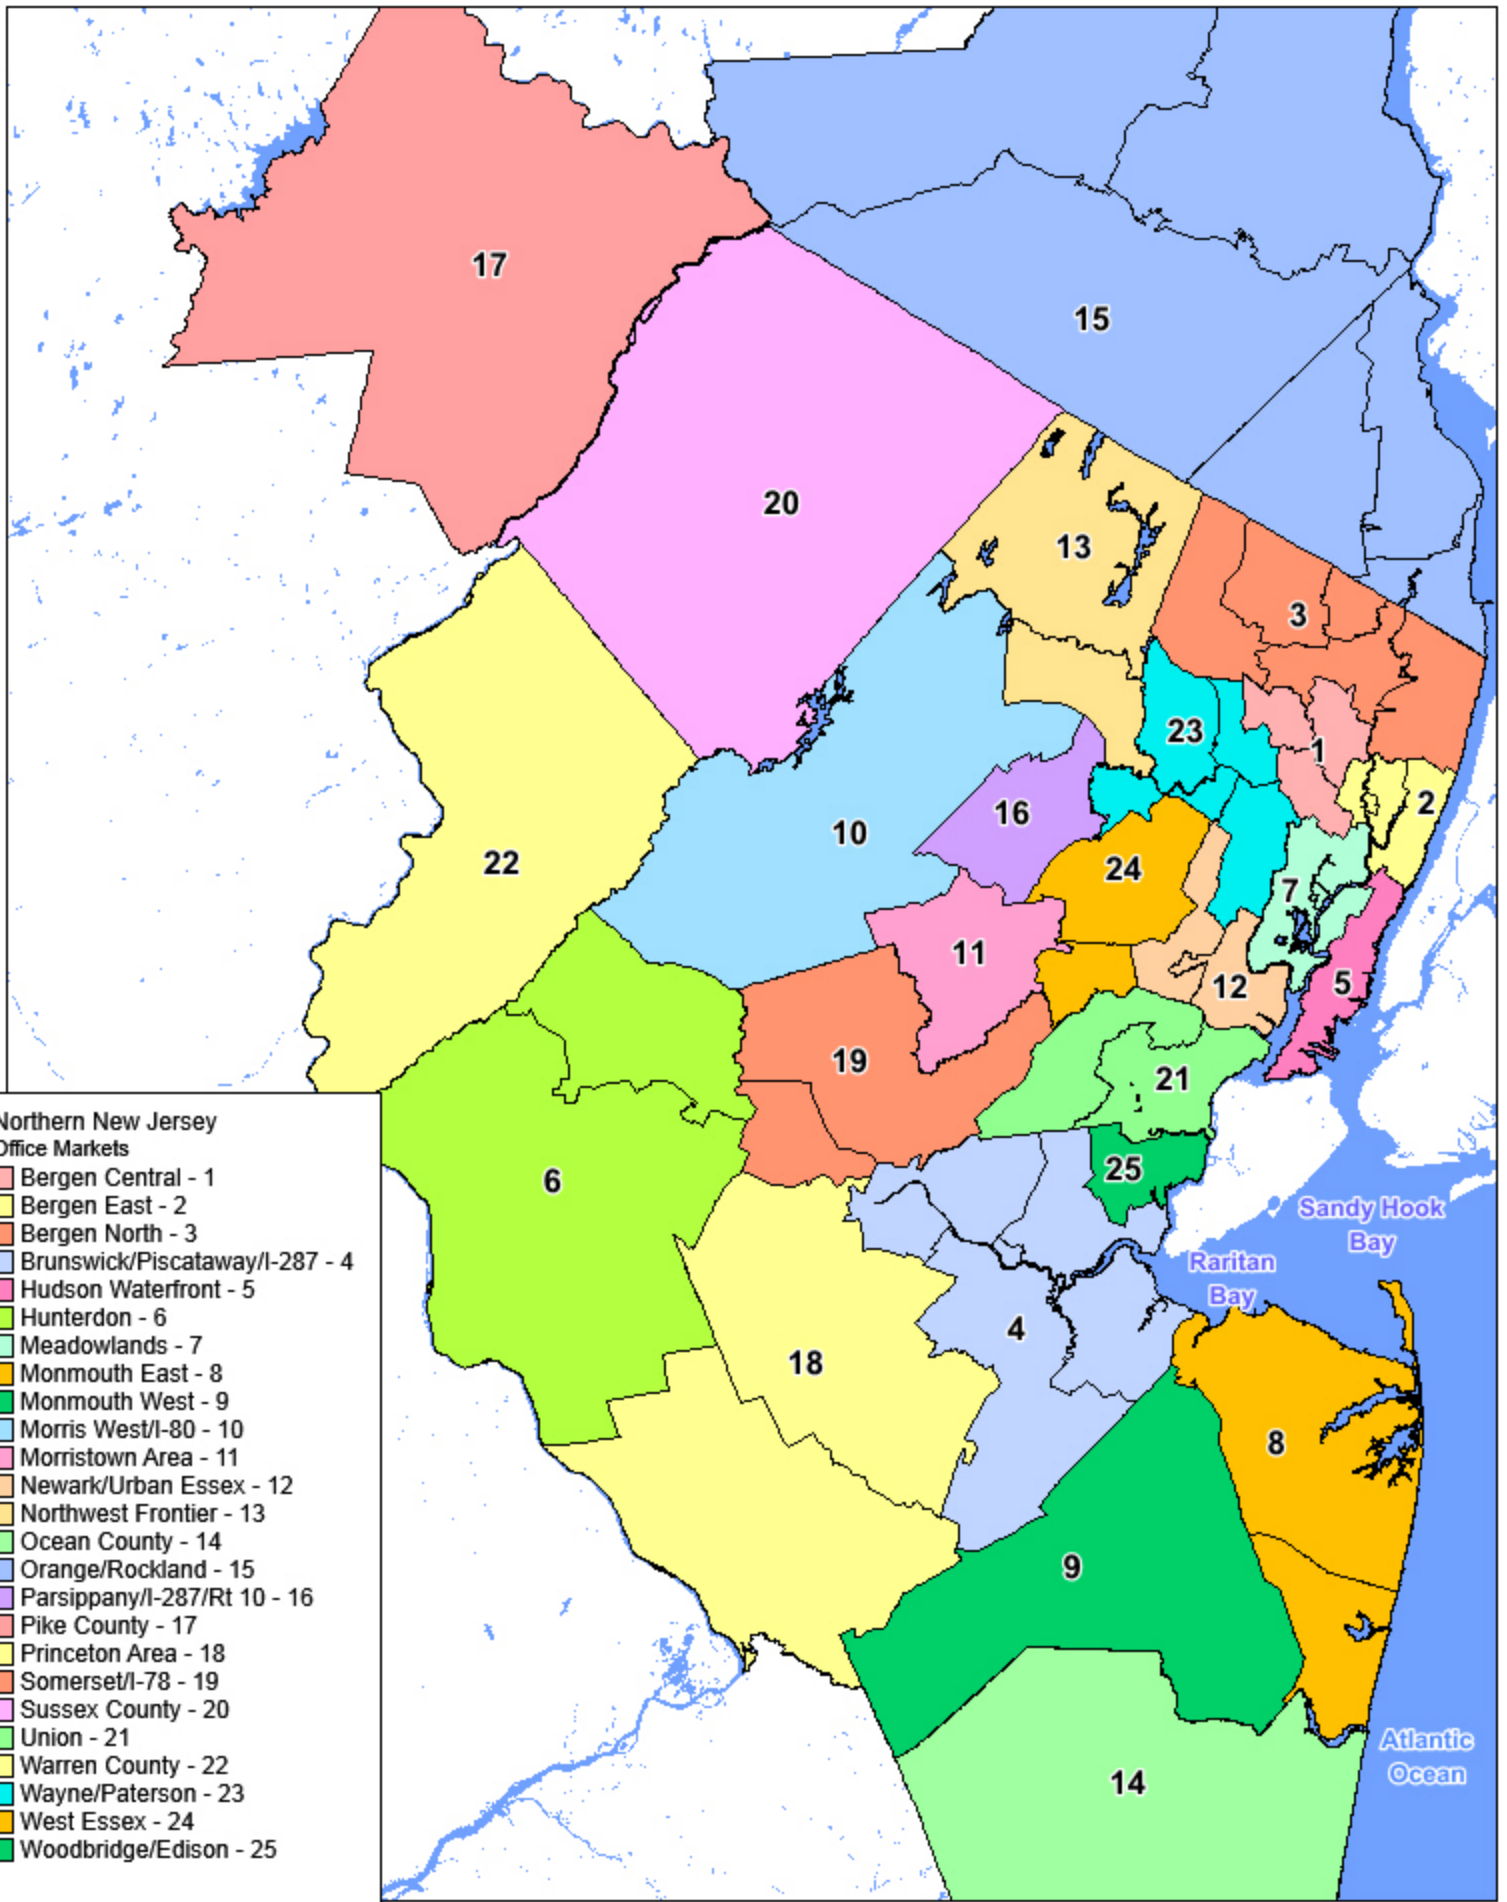 17
15
20
13
3
23
1
2
16
10
24
22
7
11
5
12
19
21
25
6
Sandy Hook
Bay
Raritan
Bay
4
18
8
9
14
Atlantic
Ocean
Northern New Jersey
Office Markets
Bergen Central - 1
Bergen East - 2
Bergen North - 3
Brunswick/Piscataway/I-287 - 4
Hudson Waterfront - 5
Hunterdon - 6
Meadowlands - 7
Monmouth East - 8
Monmouth West - 9
Morris West/I-80 - 10
Morristown Area - 11
Newark/Urban Essex - 12
Northwest Frontier - 13
Ocean County - 14
Orange/Rockland - 15
Parsippany/I-287/Rt 10 - 16
Pike County - 17
Princeton Area - 18
Somerset/I-78 - 19
Sussex County - 20
Union - 21
Warren County - 22
Wayne/Paterson - 23
West Essex - 24
Woodbridge/Edison - 25